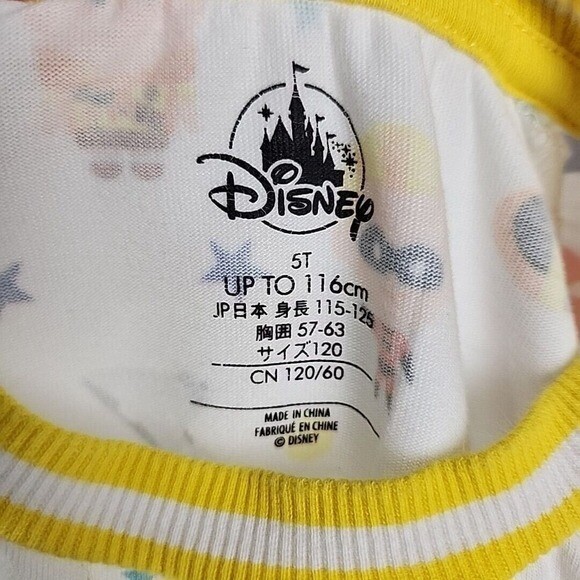 Disney
5T
UP TO 116cm
JP日本 身長 115-125
胸囲 57-63
サイズ120
CN 120/60
MADE IN CHINA
FABRIQUÉ EN CHINE
© DISNEY